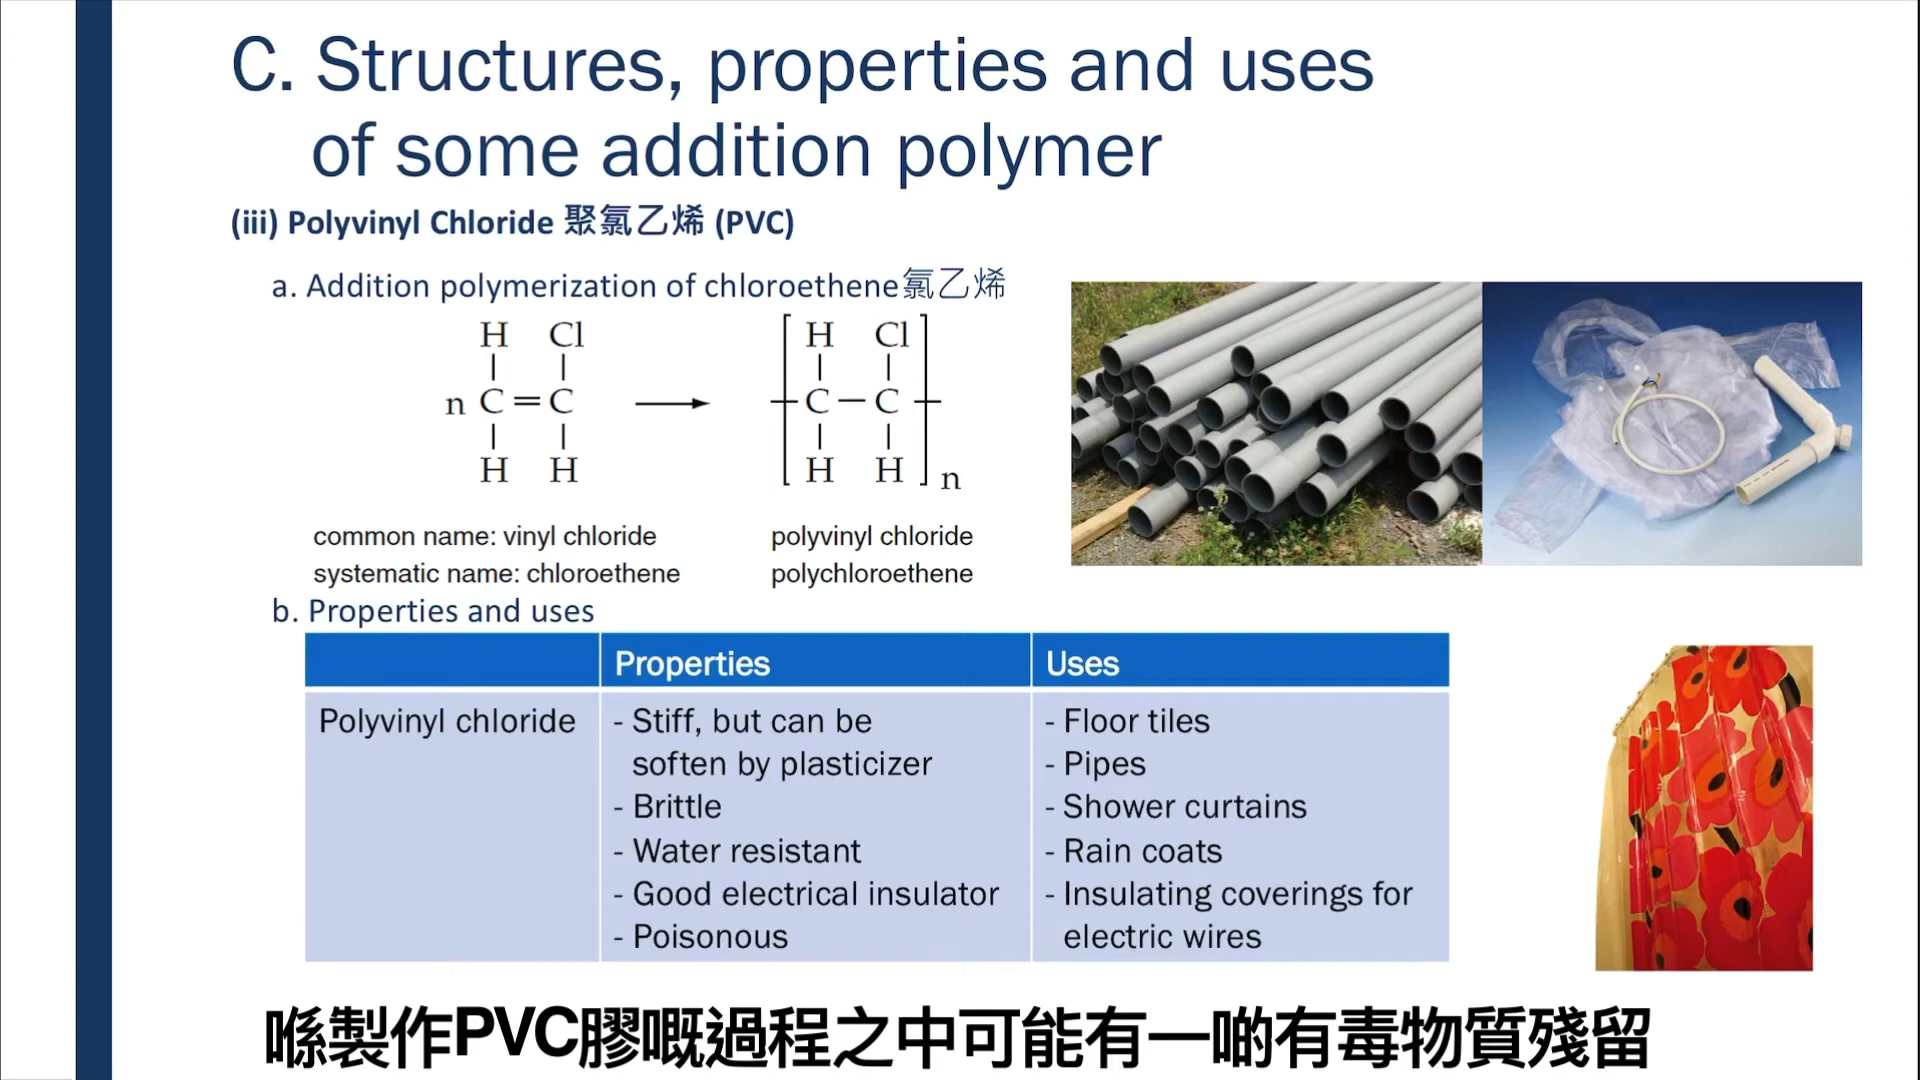 C. Structures, properties and uses
of some addition polymer
(iii) Polyvinyl Chloride 聚氯乙烯 (PVC)
a. Addition polymerization of chloroethene氯乙烯
H Cl
n C=C
H H
H Cl
C–C
H H
n
common name: vinyl chloride
systematic name: chloroethene
polyvinyl chloride
polychloroethene
b. Properties and uses
Properties Uses
Polyvinyl chloride
- Stiff, but can be
soften by plasticizer
- Brittle
- Water resistant
- Good electrical insulator
- Poisonous
- Floor tiles
- Pipes
- Shower curtains
- Rain coats
- Insulating coverings for
electric wires
喺製作PVC膠嘅過程之中可能有一啲有毒物質殘留